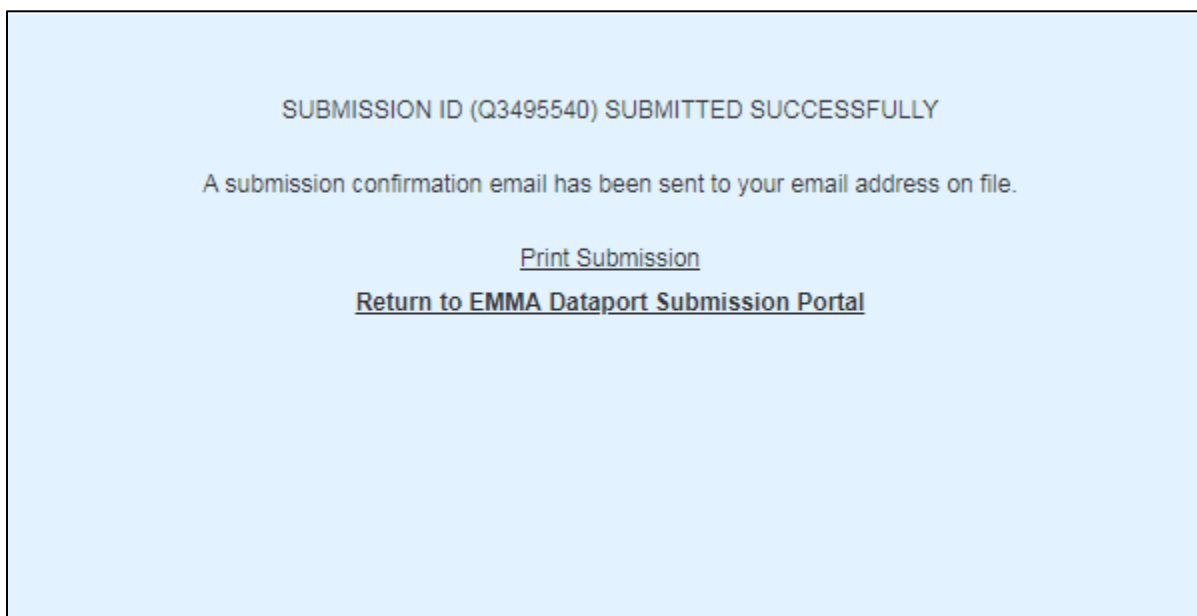 SUBMISSION ID (Q3495540) SUBMITTED SUCCESSFULLY
A submission confirmation email has been sent to your email address on file.
Print Submission
Return to EMMA Dataport Submission Portal